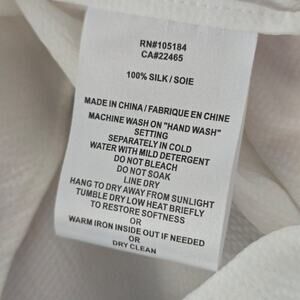 RN#105184
CA#22465
100% SILK / SOIE
MADE IN CHINA / FABRIQUE EN CHINE
MACHINE WASH ON "HAND WASH"
SETTING
SEPARATELY IN COLD
WATER WITH MILD DETERGENT
DO NOT BLEACH
DO NOT SOAK
LINE DRY
HANG TO DRY AWAY FROM SUNLIGHT
TUMBLE DRY LOW HEAT BRIEFLY
TO RESTORE SOFTNESS
OR
WARM IRON INSIDE OUT IF NEEDED
OR
DRY CLEAN